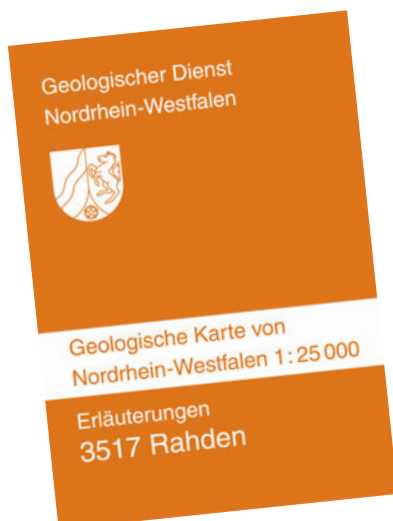 Geologischer Dienst
Nordrhein-Westfalen
Geologische Karte von
Nordrhein-Westfalen 1:25 000
Erläuterungen
3517 Rahden